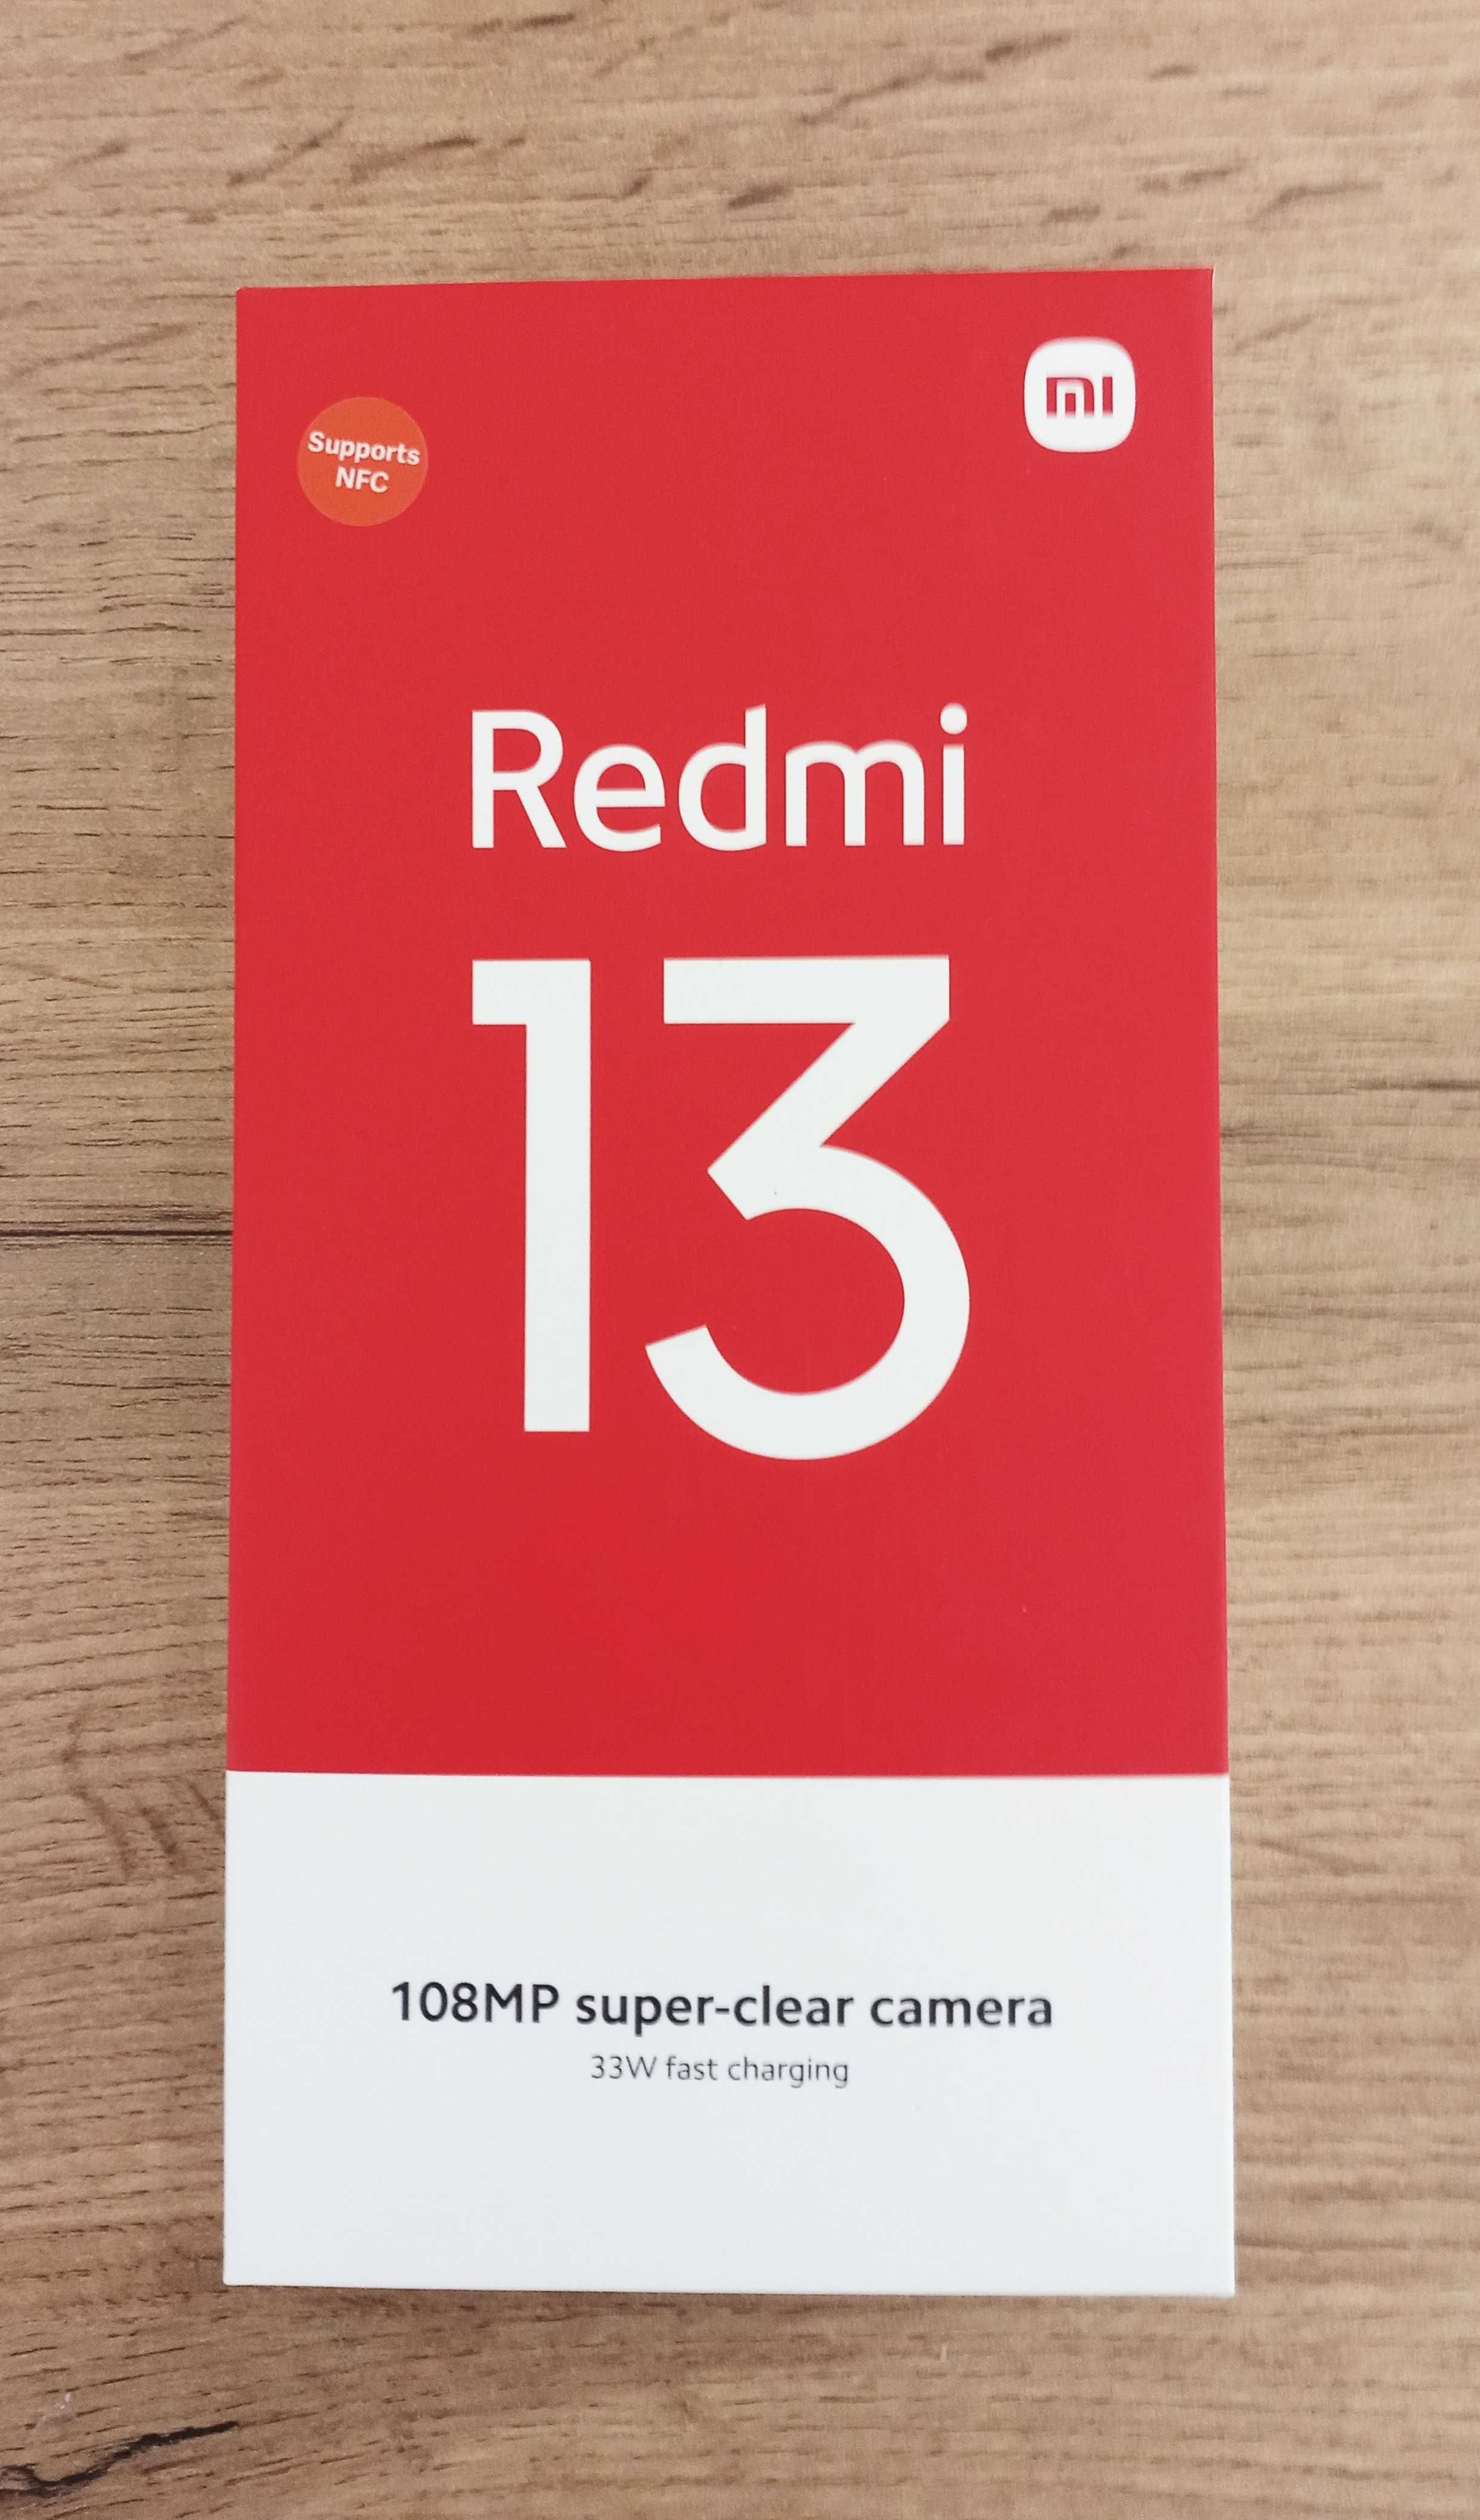 mi
Supports
NFC
Redmi
13
108MP super-clear camera
33W fast charging